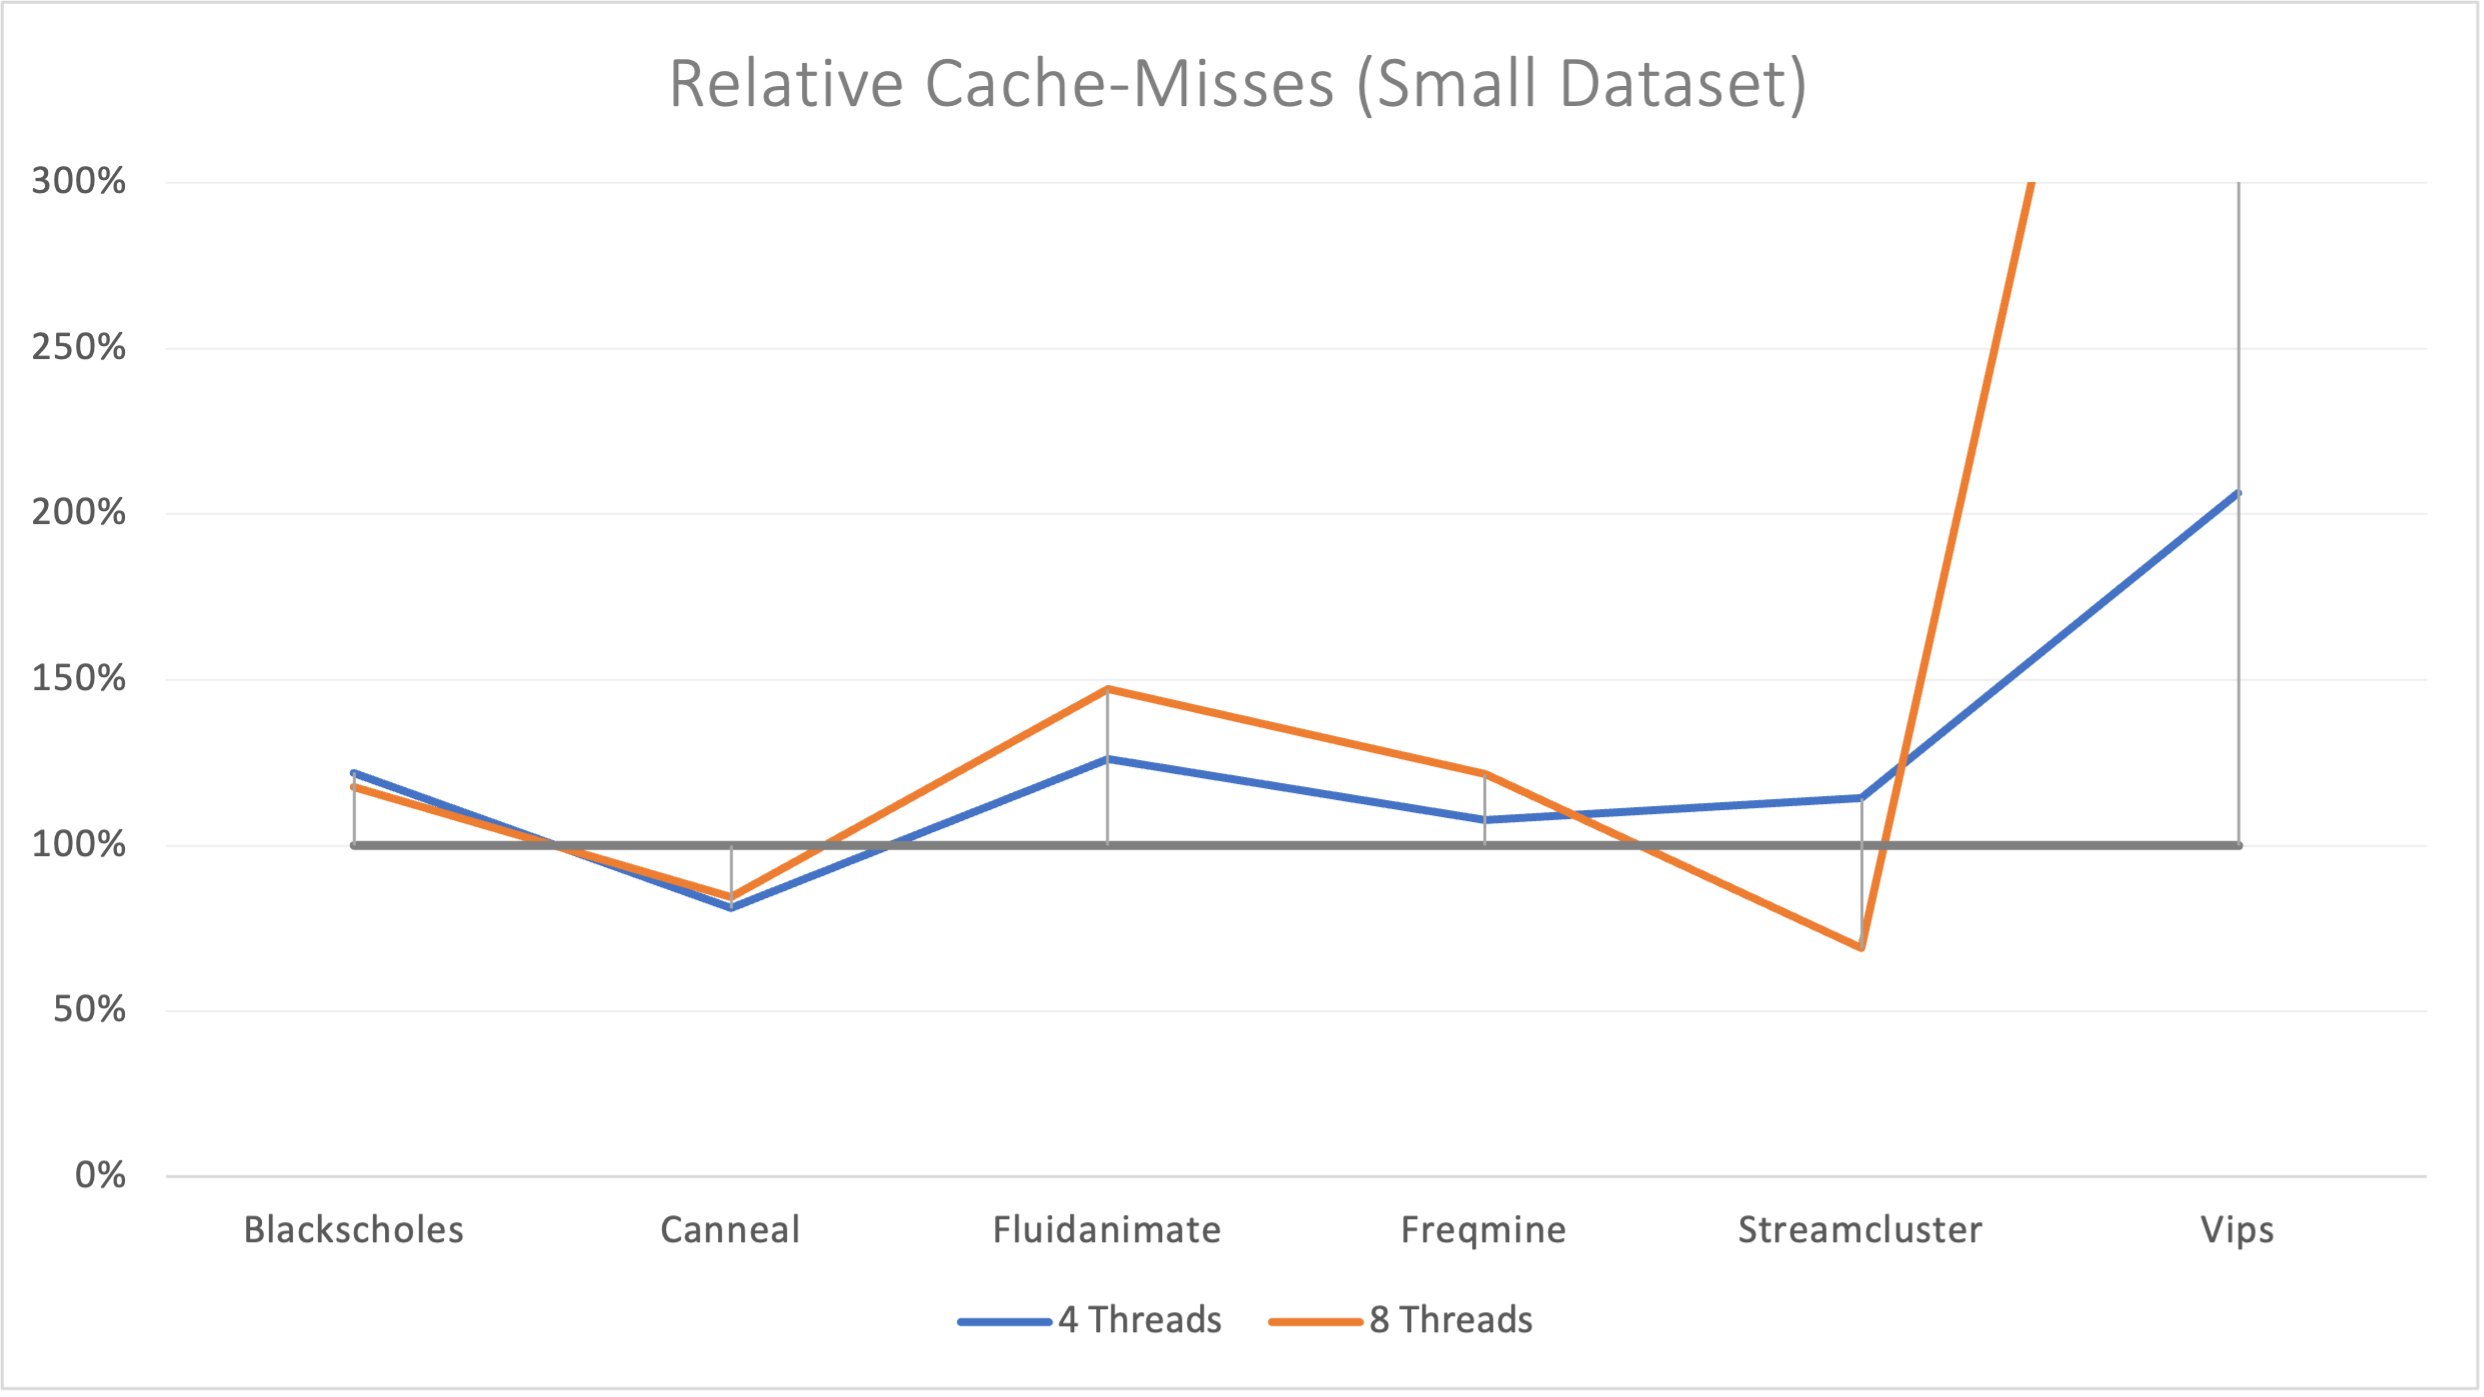 Relative Cache-Misses (Small Dataset)
300%
250%
200%
150%
100%
50%
0%
Blackscholes Canneal Fluidanimate Freqmine Streamcluster Vips
4 Threads 8 Threads